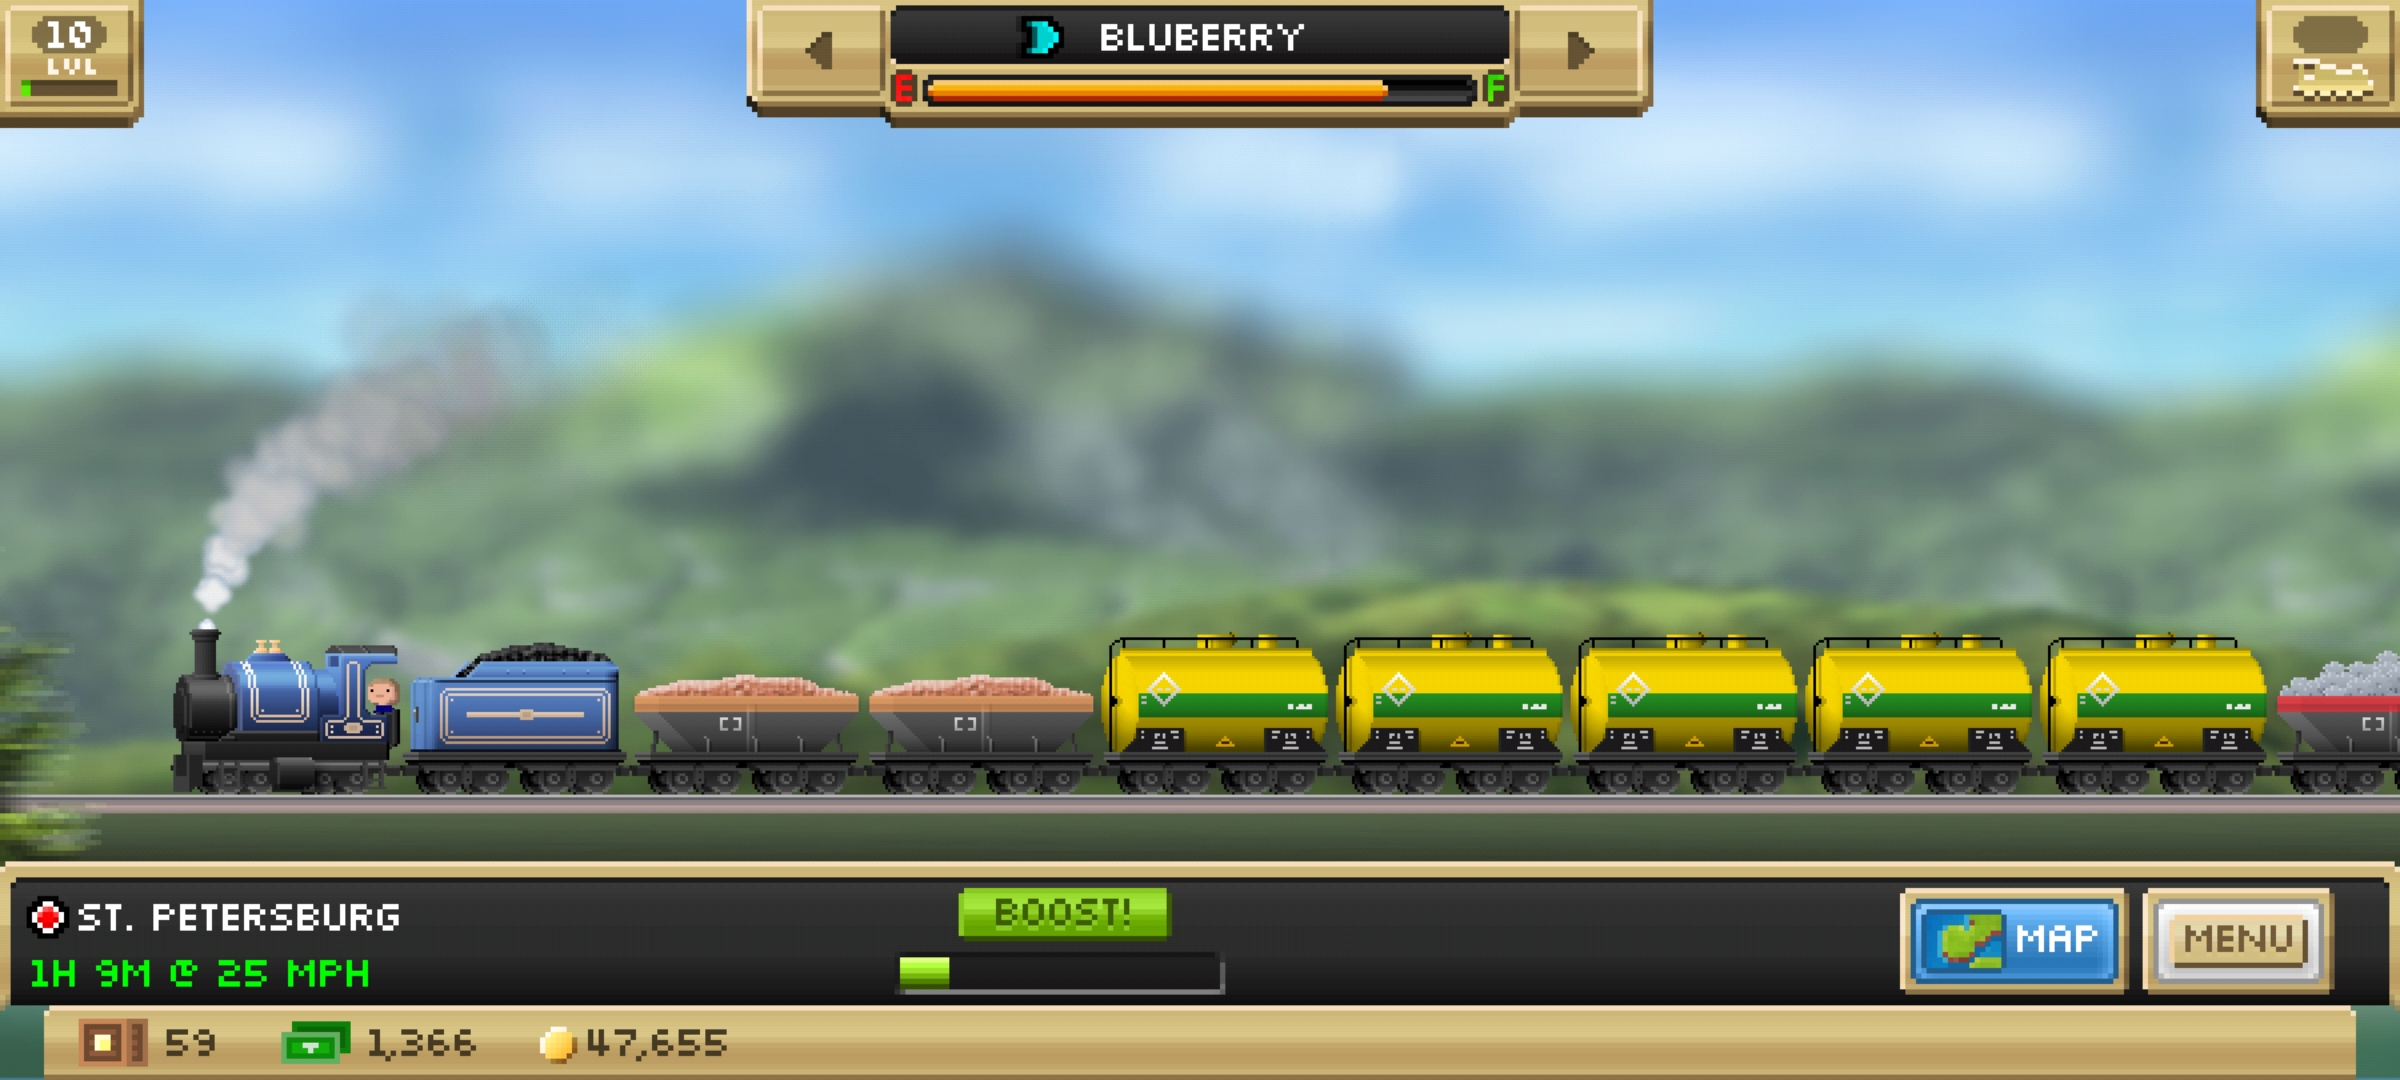 10
LVL
BLUBERRY
E F
ST. PETERSBURG
1H 9M @ 25 MPH
BOOST!
MAP
MENU
59
1,366
47,655